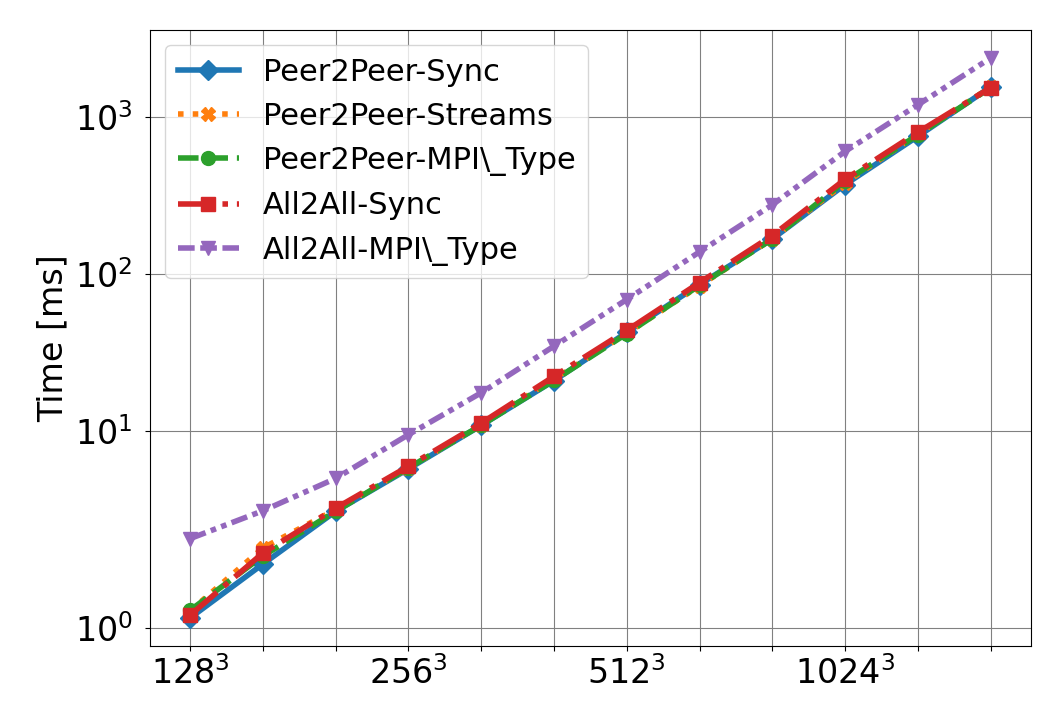 Peer2Peer-Sync
Peer2Peer-Streams
Peer2Peer-MPI\_Type
All2All-Sync
All2All-MPI\_Type
Time [ms]
10³
10²
10¹
10⁰
128³ 256³ 512³ 1024³